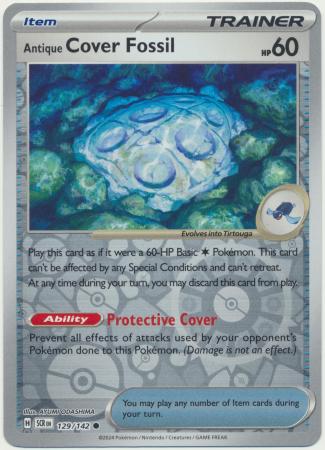 Item
TRAINER
Antique Cover Fossil
HP 60
Evolves into Tirtouga
Play this card as if it were a 60-HP Basic Pokémon. This card
can't be affected by any Special Conditions and can't retreat.
At any time during your turn, you may discard this card from play.
Ability Protective Cover
Prevent all effects of attacks used by your opponent's
Pokémon done to this Pokémon. (Damage is not an effect.)
You may play any number of Item cards during
your turn.
Illus. AYUMI ODASHIMA
H SCR EN 129/142
©2024 Pokémon / Nintendo / Creatures / GAME FREAK